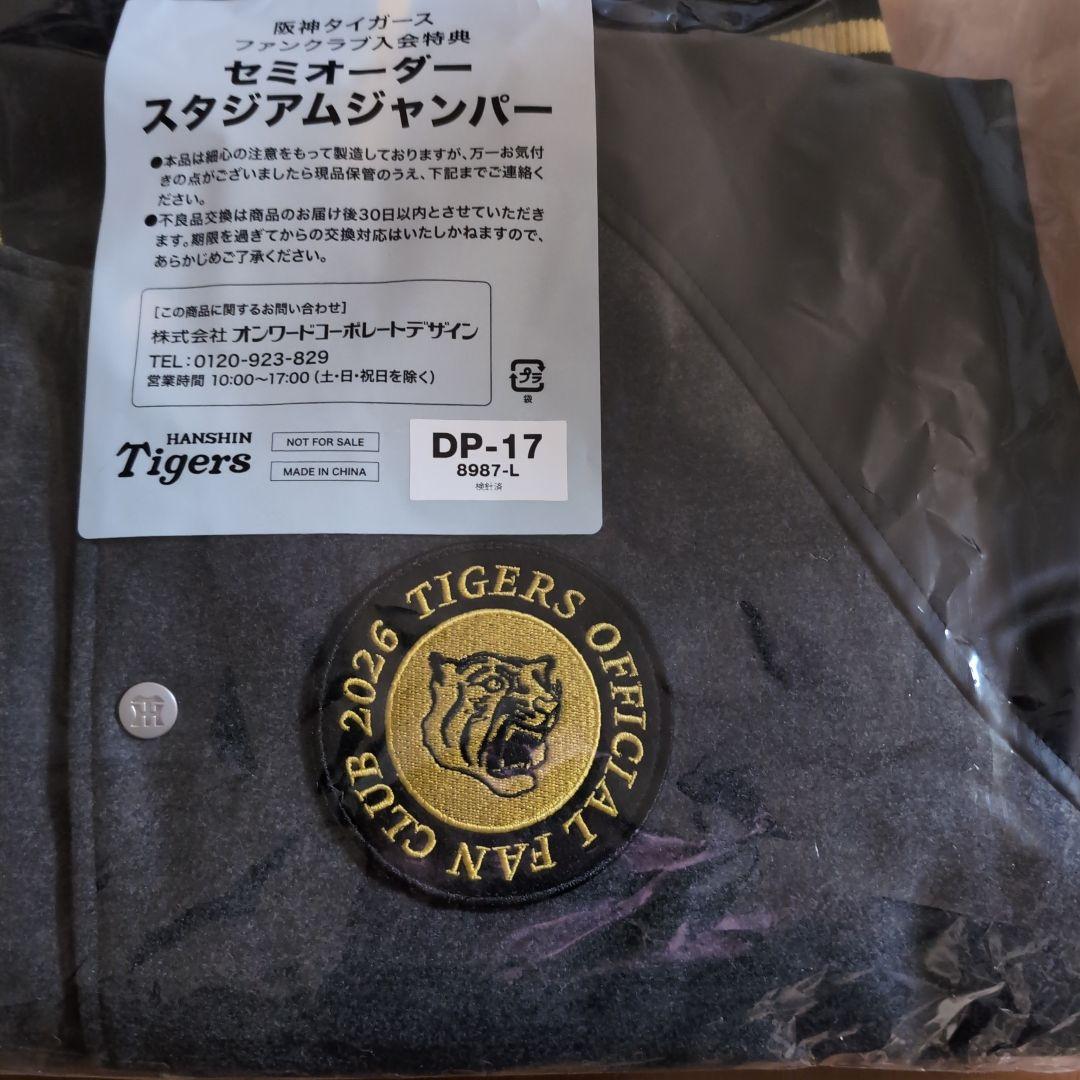 阪神タイガース
ファンクラブ入会特典
セミオーダー
スタジアムジャンパー
●本品は細心の注意をもって製造しておりますが、万一お気付
きの点がございましたら現品保管のうえ、下記までご連絡く
ださい。
●不良品交換は商品のお届け後30日以内とさせていただき
ます。期限を過ぎてからの交換対応はいたしかねますので、
あらかじめご了承ください。
[この商品に関するお問い合わせ]
株式会社 オンワードコーポレートデザイン
TEL:0120-923-829
営業時間 10:00〜17:00 (土・日・祝日を除く)
プラ
袋
HANSHIN
Tigers
NOT FOR SALE
MADE IN CHINA
DP-17
8987-L
検針済
TIGERS OFFICIAL FAN CLUB 2026